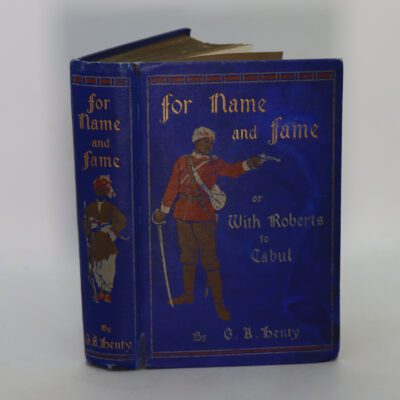 For
Name
and
Fame
By
G. A. Henty.
For Name
and Fame
or
With Roberts
to
Cabul
By G. A. Henty